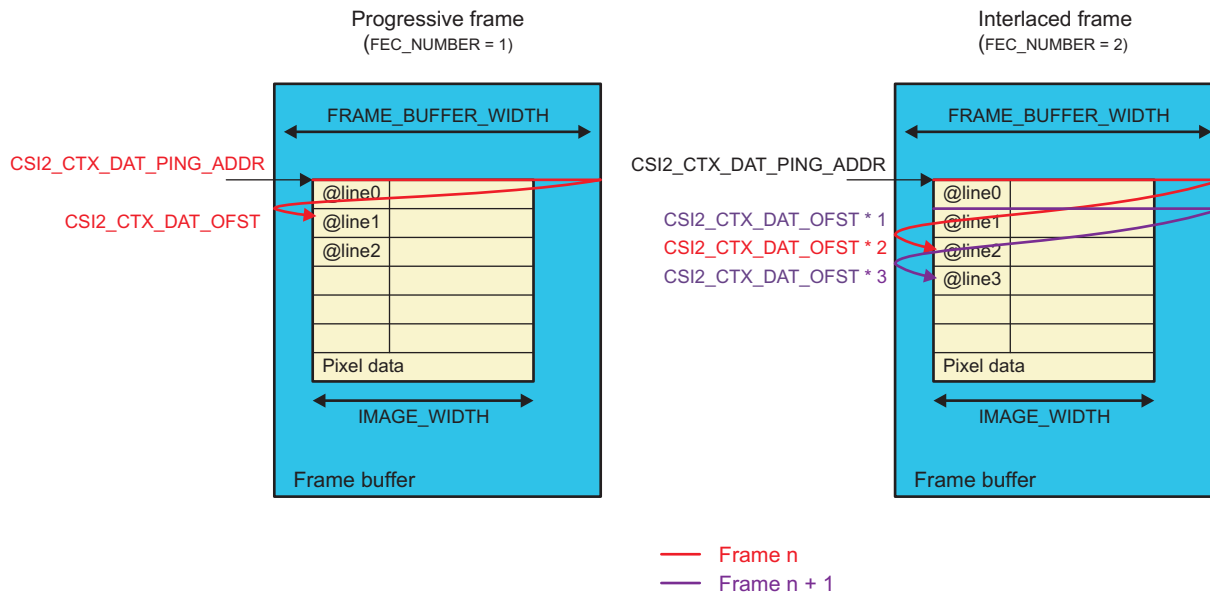 Progressive frame
(FEC_NUMBER = 1)
FRAME_BUFFER_WIDTH
CSI2_CTX_DAT_PING_ADDR
@line0
CSI2_CTX_DAT_OFST
@line1
@line2
Pixel data
IMAGE_WIDTH
Frame buffer
Interlaced frame
(FEC_NUMBER = 2)
FRAME_BUFFER_WIDTH
CSI2_CTX_DAT_PING_ADDR
@line0
CSI2_CTX_DAT_OFST * 1
@line1
CSI2_CTX_DAT_OFST * 2
@line2
CSI2_CTX_DAT_OFST * 3
@line3
Pixel data
IMAGE_WIDTH
Frame buffer
Frame n
Frame n + 1